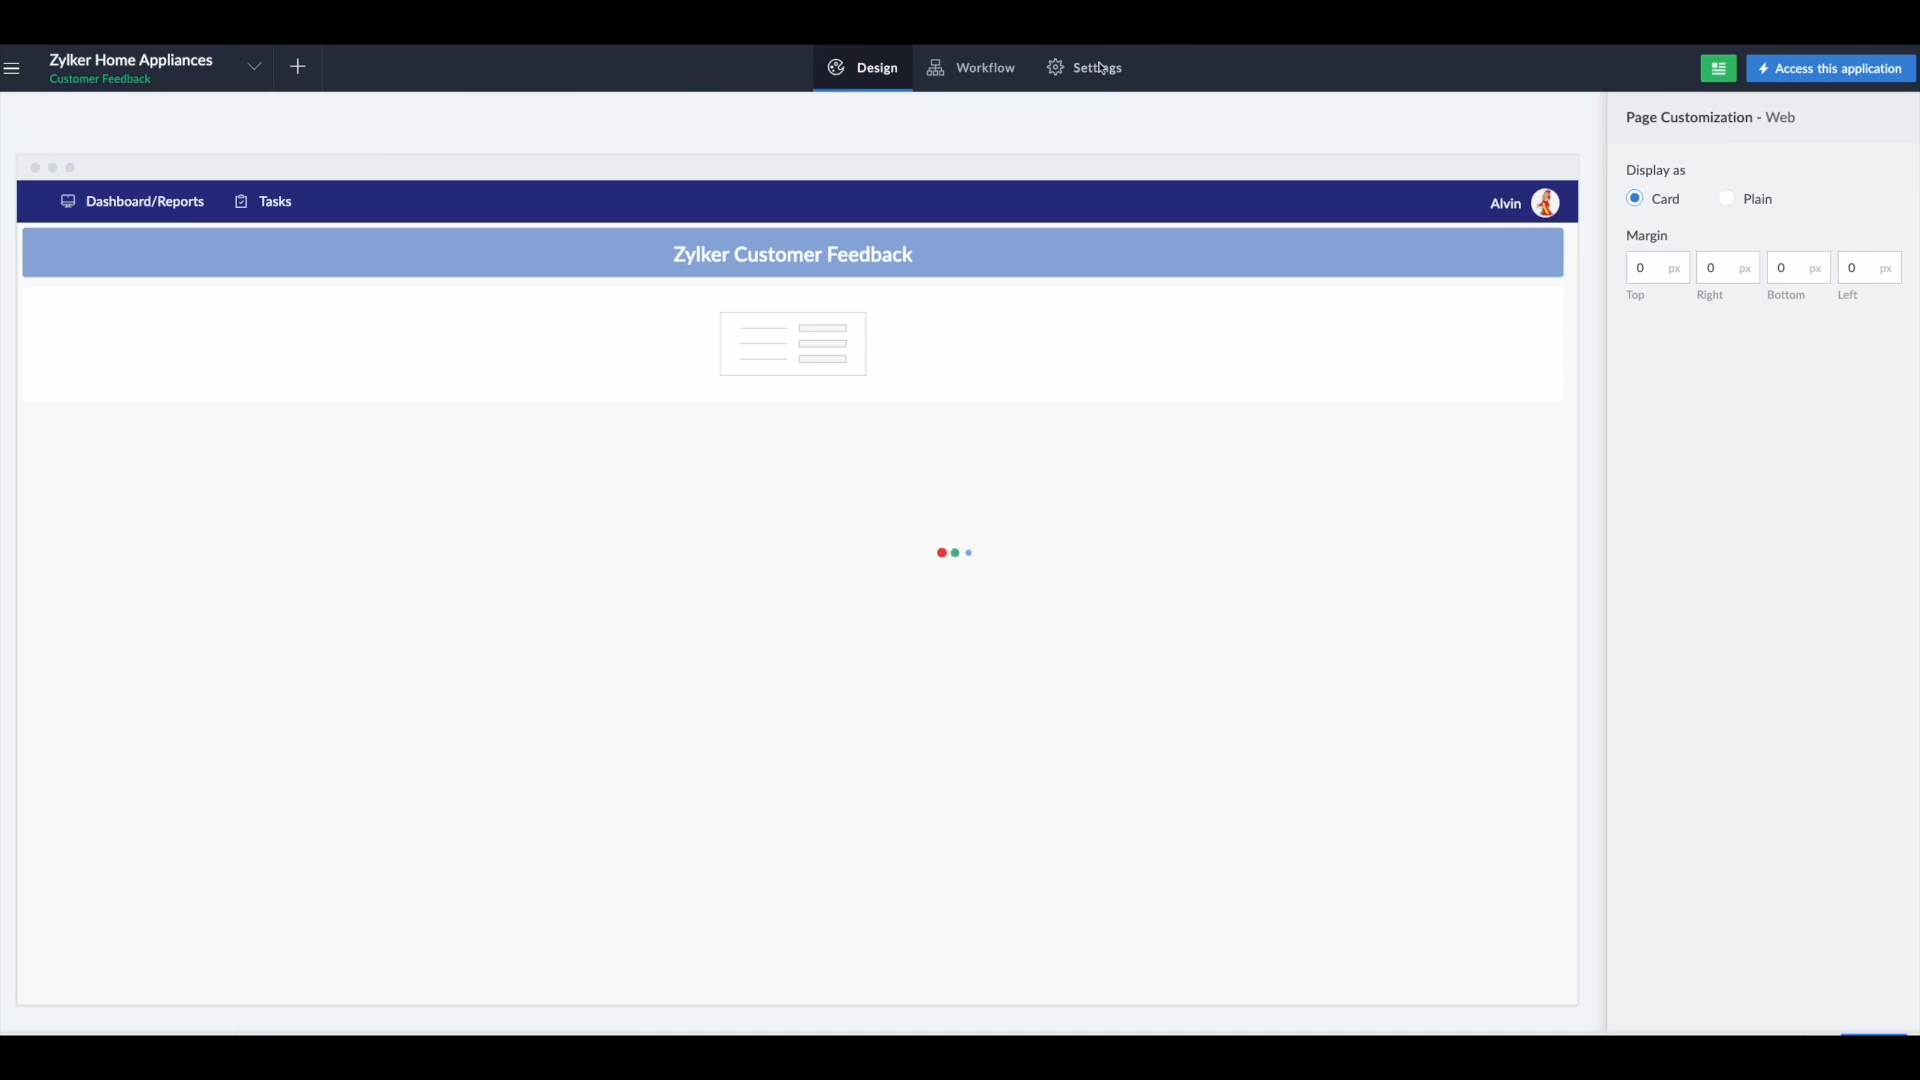 Zylker Home Appliances
Customer Feedback
Design
Workflow
Settings
Access this application
Page Customization - Web
Display as
Card
Plain
Margin
0 px
0 px
0 px
0 px
Top
Right
Bottom
Left
Dashboard/Reports
Tasks
Alvin
Zylker Customer Feedback